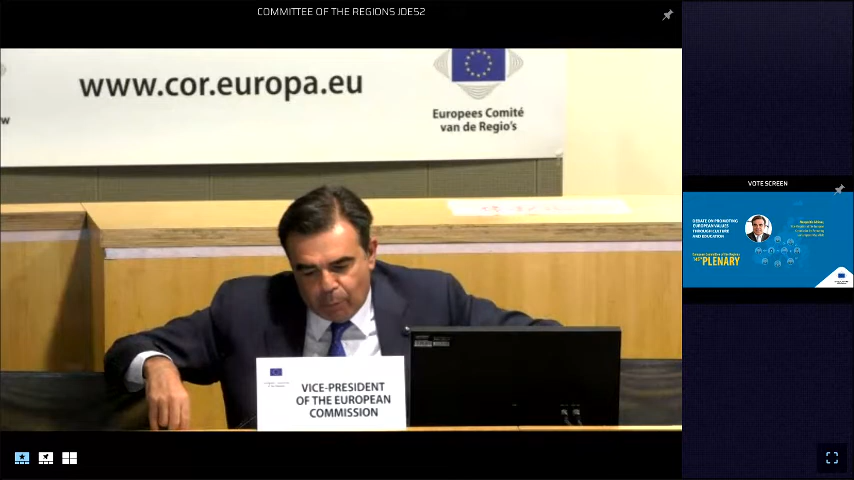 COMMITTEE OF THE REGIONS JDE52
www.cor.europa.eu
Europees Comité
van de Regio's
w
VICE-PRESIDENT
OF THE EUROPEAN
COMMISSION
VOTE SCREEN
DEBATE ON PROMOTING
EUROPEAN VALUES
THROUGH CULTURE
AND EDUCATION
PLENARY